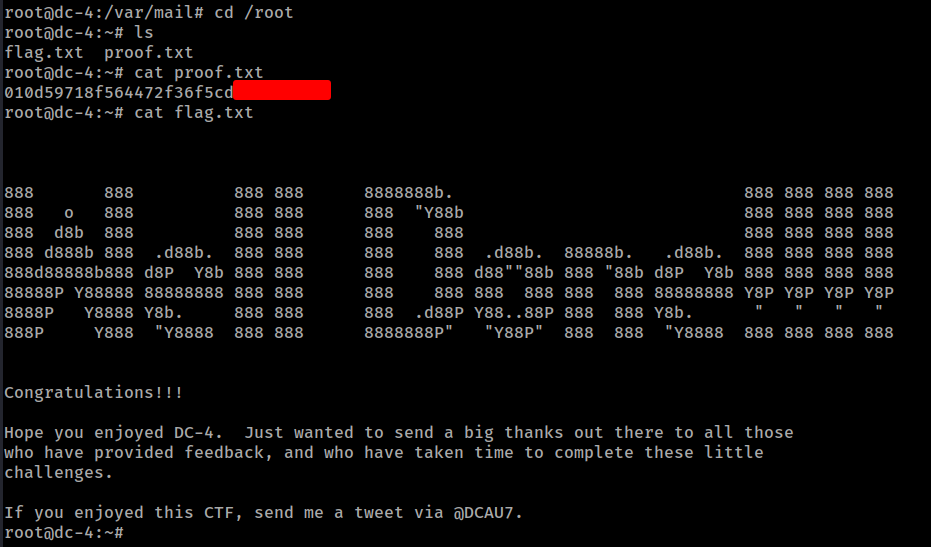 root@dc-4:/var/mail# cd /root
root@dc-4:~# ls
flag.txt  proof.txt
root@dc-4:~# cat proof.txt
010d59718f564472f36f5cd
root@dc-4:~# cat flag.txt
888       888          888 888      8888888b.                             888 888 888 888
888   o   888          888 888      888  "Y88b                            888 888 888 888
888  d8b  888          888 888      888    888                            888 888 888 888
888 d888b 888  .d88b.  888 888      888    888  .d88b.  88888b.   .d88b.  888 888 888 888
888d88888b888 d8P  Y8b 888 888      888    888 d88""88b 888 "88b d8P  Y8b 888 888 888 888
88888P Y88888 88888888 888 888      888    888 888  888 888  888 88888888 Y8P Y8P Y8P Y8P
8888P   Y8888 Y8b.     888 888      888  .d88P Y88..88P 888  888 Y8b.      "   "   "   "
888P     Y888  "Y8888  888 888      8888888P"   "Y88P"  888  888  "Y8888  888 888 888 888
Congratulations!!!
Hope you enjoyed DC-4.  Just wanted to send a big thanks out there to all those
who have provided feedback, and who have taken time to complete these little
challenges.
If you enjoyed this CTF, send me a tweet via @DCAU7.
root@dc-4:~#